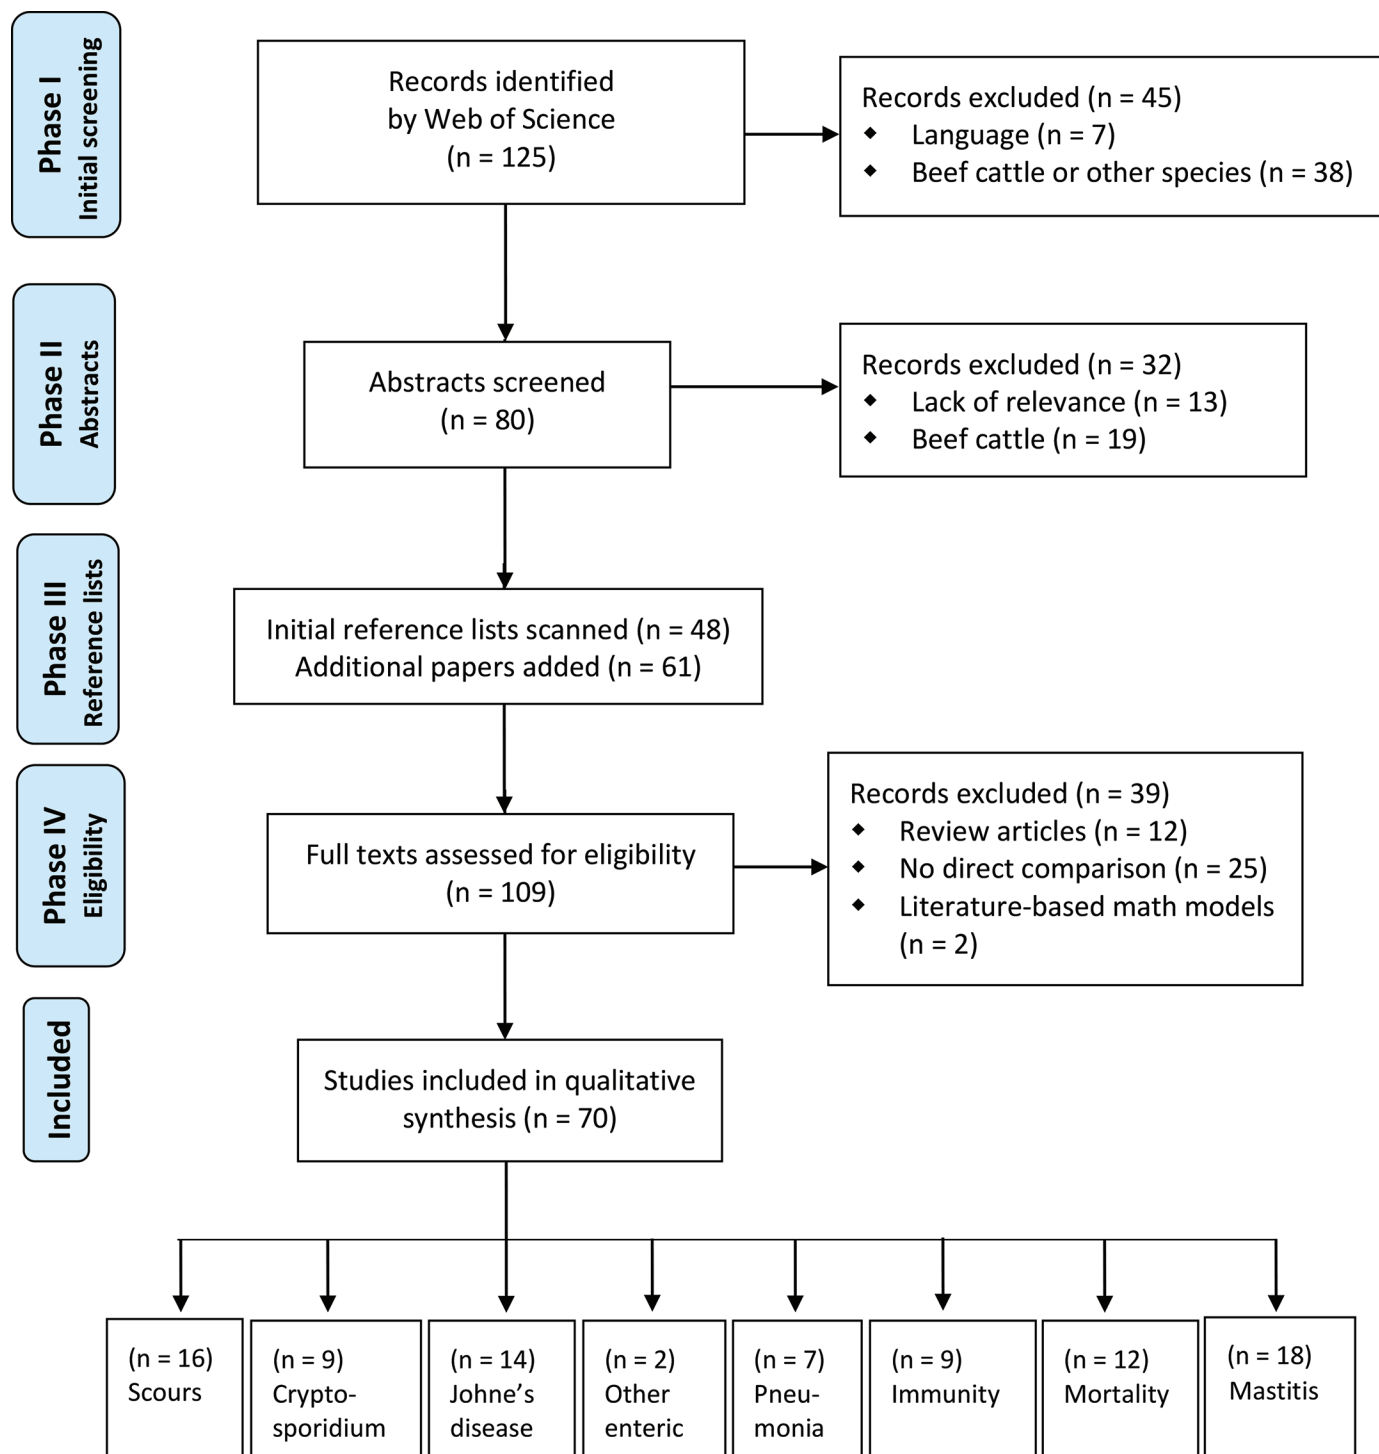 Phase I
Initial screening
Records identified
by Web of Science
(n = 125)
Records excluded (n = 45)
◆ Language (n = 7)
◆ Beef cattle or other species (n = 38)
Phase II
Abstracts
Abstracts screened
(n = 80)
Records excluded (n = 32)
◆ Lack of relevance (n = 13)
◆ Beef cattle (n = 19)
Phase III
Reference lists
Initial reference lists scanned (n = 48)
Additional papers added (n = 61)
Phase IV
Eligibility
Full texts assessed for eligibility
(n = 109)
Records excluded (n = 39)
◆ Review articles (n = 12)
◆ No direct comparison (n = 25)
◆ Literature-based math models
(n = 2)
Included
Studies included in qualitative
synthesis (n = 70)
(n = 16)
Scours
(n = 9)
Crypto-
sporidium
(n = 14)
Johne’s
disease
(n = 2)
Other
enteric
(n = 7)
Pneu-
monia
(n = 9)
Immunity
(n = 12)
Mortality
(n = 18)
Mastitis